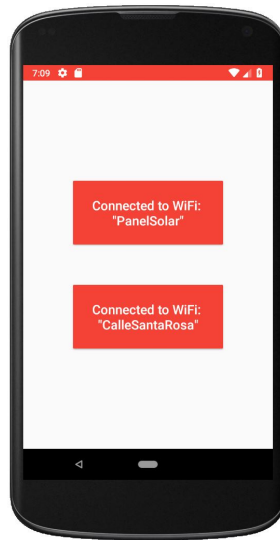 7:09
Connected to WiFi:
"PanelSolar"
Connected to WiFi:
"CalleSantaRosa"